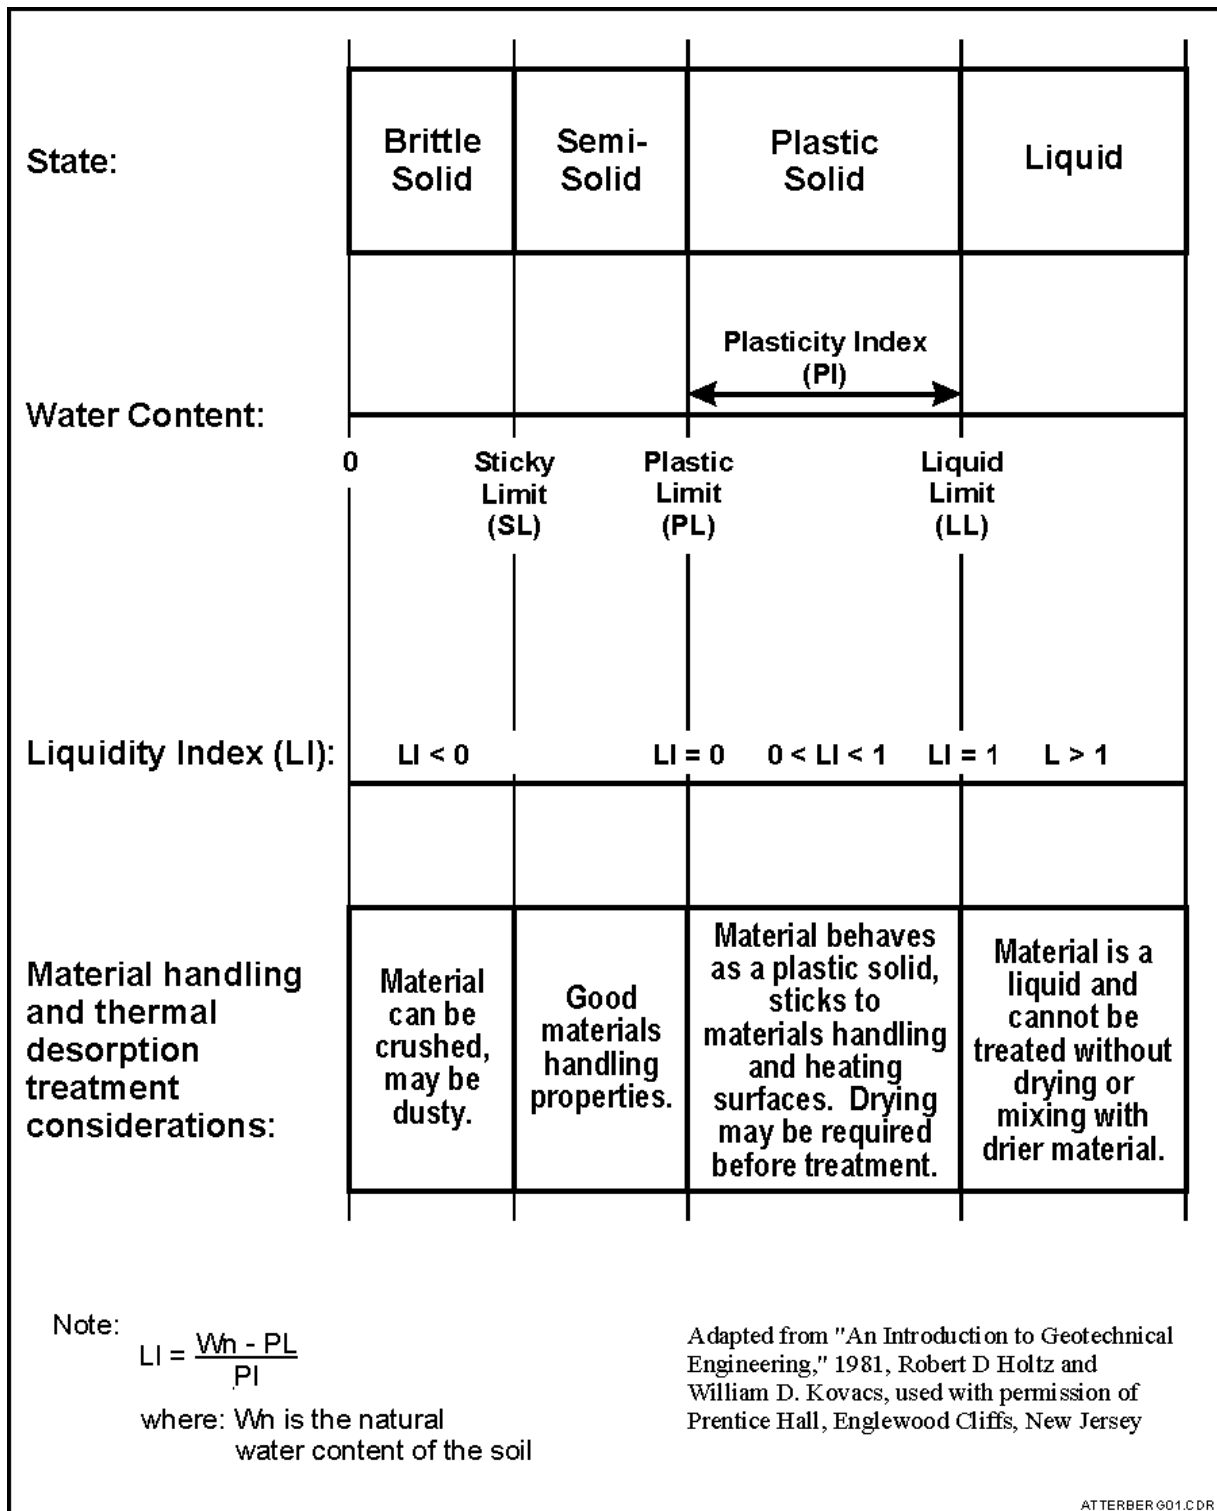 State:
Brittle
Solid
Semi-
Solid
Plastic
Solid
Liquid
Plasticity Index
(PI)
Water Content:
0
Sticky
Limit
(SL)
Plastic
Limit
(PL)
Liquid
Limit
(LL)
Liquidity Index (LI):
LI < 0
LI = 0
0 < LI < 1
LI = 1
L > 1
Material handling
and thermal
desorption
treatment
considerations:
Material
can be
crushed,
may be
dusty.
Good
materials
handling
properties.
Material behaves
as a plastic solid,
sticks to
materials handling
and heating
surfaces. Drying
may be required
before treatment.
Material is a
liquid and
cannot be
treated without
drying or
mixing with
drier material.
Note:
LI = Wn - PL
PI
where: Wn is the natural
water content of the soil
Adapted from "An Introduction to Geotechnical
Engineering," 1981, Robert D Holtz and
William D. Kovacs, used with permission of
Prentice Hall, Englewood Cliffs, New Jersey
ATTERBERG01.CDR